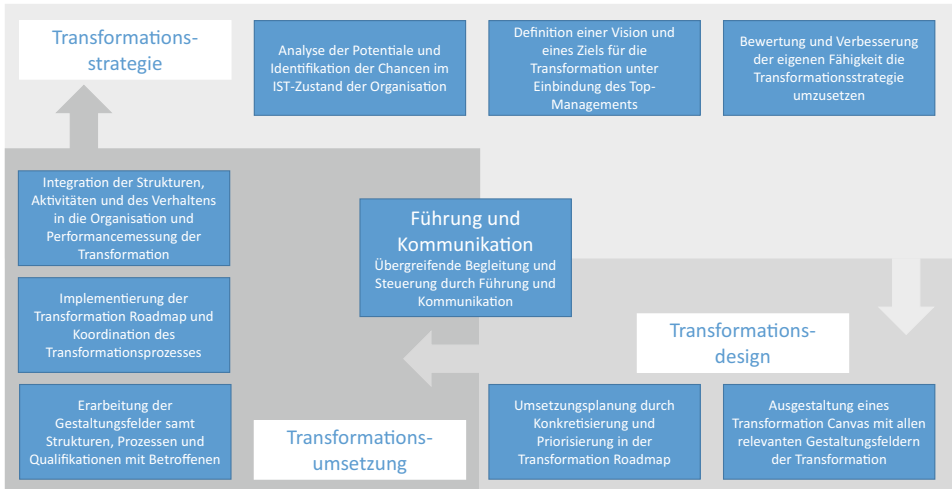 Transformations-
strategie
Analyse der Potentiale und
Identifikation der Chancen im
IST-Zustand der Organisation
Definition einer Vision und
eines Ziels für die
Transformation unter
Einbindung des Top-
Managements
Bewertung und Verbesserung
der eigenen Fähigkeit die
Transformationsstrategie
umzusetzen
Integration der Strukturen,
Aktivitäten und des Verhaltens
in die Organisation und
Performancemessung der
Transformation
Führung und
Kommunikation
Übergreifende Begleitung und
Steuerung durch Führung und
Kommunikation
Implementierung der
Transformation Roadmap und
Koordination des
Transformationsprozesses
Transformations-
design
Erarbeitung der
Gestaltungsfelder samt
Strukturen, Prozessen und
Qualifikationen mit Betroffenen
Transformations-
umsetzung
Umsetzungsplanung durch
Konkretisierung und
Priorisierung in der
Transformation Roadmap
Ausgestaltung eines
Transformation Canvas mit allen
relevanten Gestaltungsfeldern
der Transformation